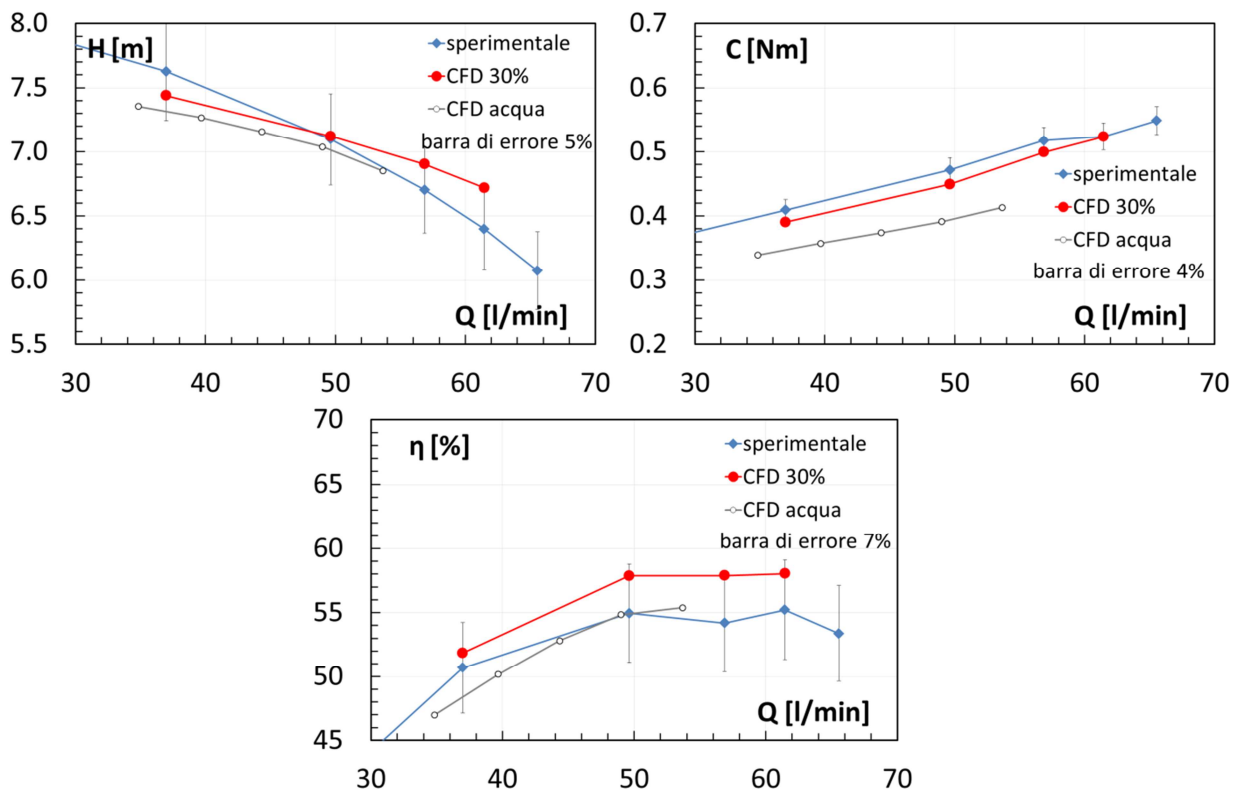 H [m]
8.0
7.5
7.0
6.5
6.0
5.5
30 40 50 60 70
sperimentale
CFD 30%
CFD acqua
barra di errore 5%
Q [l/min]
C [Nm]
0.7
0.6
0.5
0.4
0.3
0.2
30 40 50 60 70
sperimentale
CFD 30%
CFD acqua
barra di errore 4%
Q [l/min]
η [%]
70
65
60
55
50
45
30 40 50 60 70
sperimentale
CFD 30%
CFD acqua
barra di errore 7%
Q [l/min]